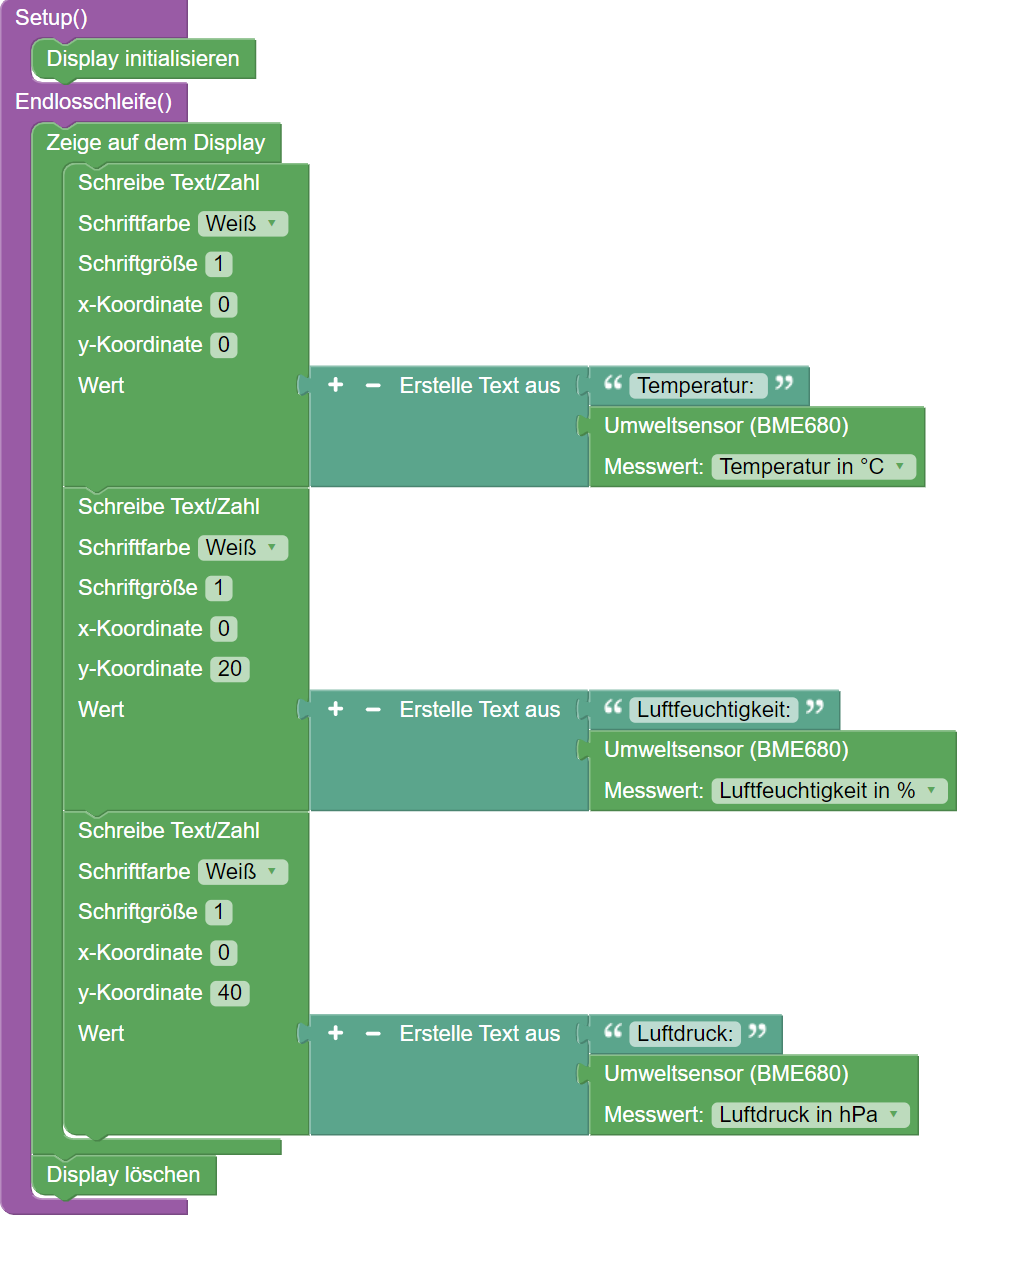 Setup()
Display initialisieren
Endlosschleife()
Zeige auf dem Display
Schreibe Text/Zahl
Schriftfarbe Weiß
Schriftgröße 1
x-Koordinate 0
y-Koordinate 0
Wert + − Erstelle Text aus “ Temperatur: ”
Umweltsensor (BME680)
Messwert: Temperatur in °C
Schreibe Text/Zahl
Schriftfarbe Weiß
Schriftgröße 1
x-Koordinate 0
y-Koordinate 20
Wert + − Erstelle Text aus “ Luftfeuchtigkeit: ”
Umweltsensor (BME680)
Messwert: Luftfeuchtigkeit in %
Schreibe Text/Zahl
Schriftfarbe Weiß
Schriftgröße 1
x-Koordinate 0
y-Koordinate 40
Wert + − Erstelle Text aus “ Luftdruck: ”
Umweltsensor (BME680)
Messwert: Luftdruck in hPa
Display löschen